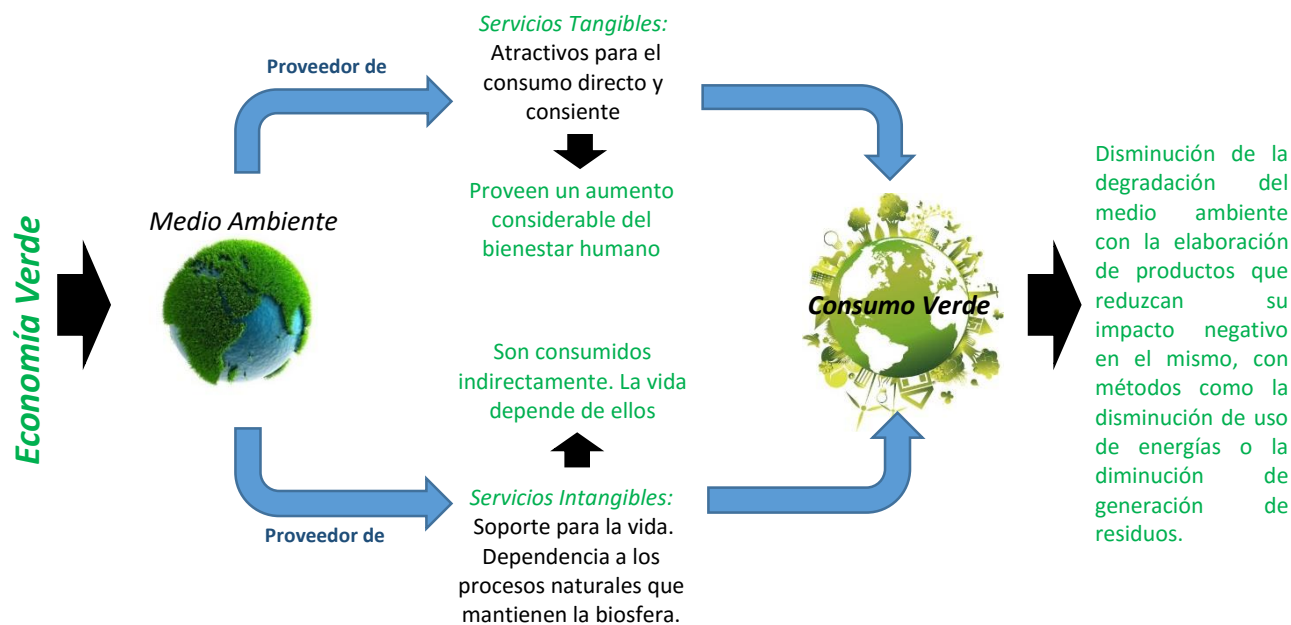 Economía Verde
Medio Ambiente
Proveedor de
Servicios Tangibles:
Atractivos para el
consumo directo y
consiente
Proveen un aumento
considerable del
bienestar humano
Son consumidos
indirectamente. La vida
depende de ellos
Proveedor de
Servicios Intangibles:
Soporte para la vida.
Dependencia a los
procesos naturales que
mantienen la biosfera.
Consumo Verde
Disminución de la
degradación del
medio ambiente
con la elaboración
de productos que
reduzcan su
impacto negativo
en el mismo, con
métodos como la
disminución de uso
de energías o la
diminución de
generación de
residuos.